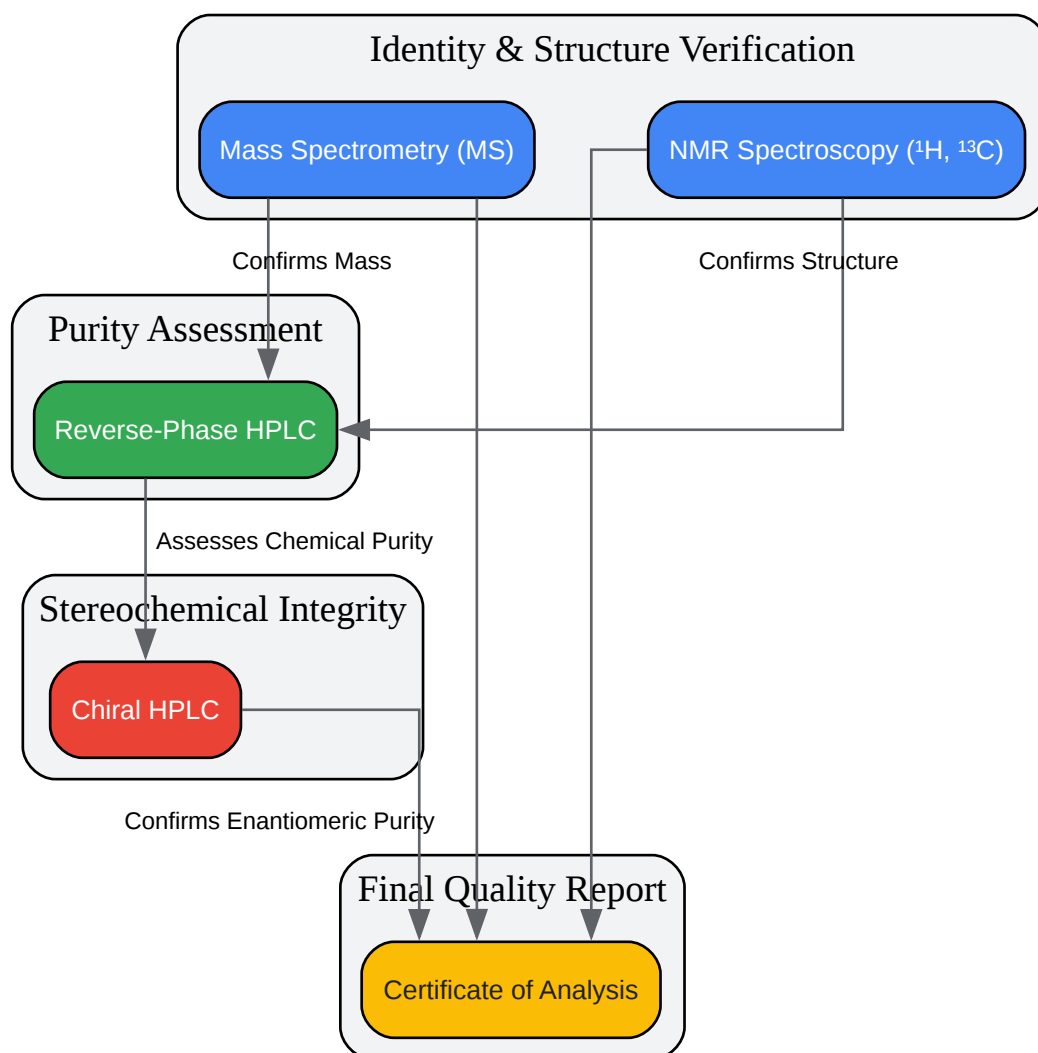 Identity & Structure Verification
Mass Spectrometry (MS)
NMR Spectroscopy (¹H, ¹³C)
Confirms Mass
Confirms Structure
Purity Assessment
Reverse-Phase HPLC
Assesses Chemical Purity
Stereochemical Integrity
Chiral HPLC
Confirms Enantiomeric Purity
Final Quality Report
Certificate of Analysis